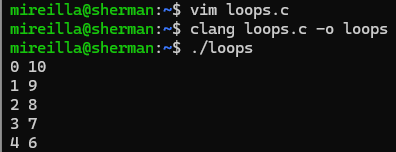 mireilla@sherman:~$ vim loops.c
mireilla@sherman:~$ clang loops.c -o loops
mireilla@sherman:~$ ./loops
0 10
1 9
2 8
3 7
4 6